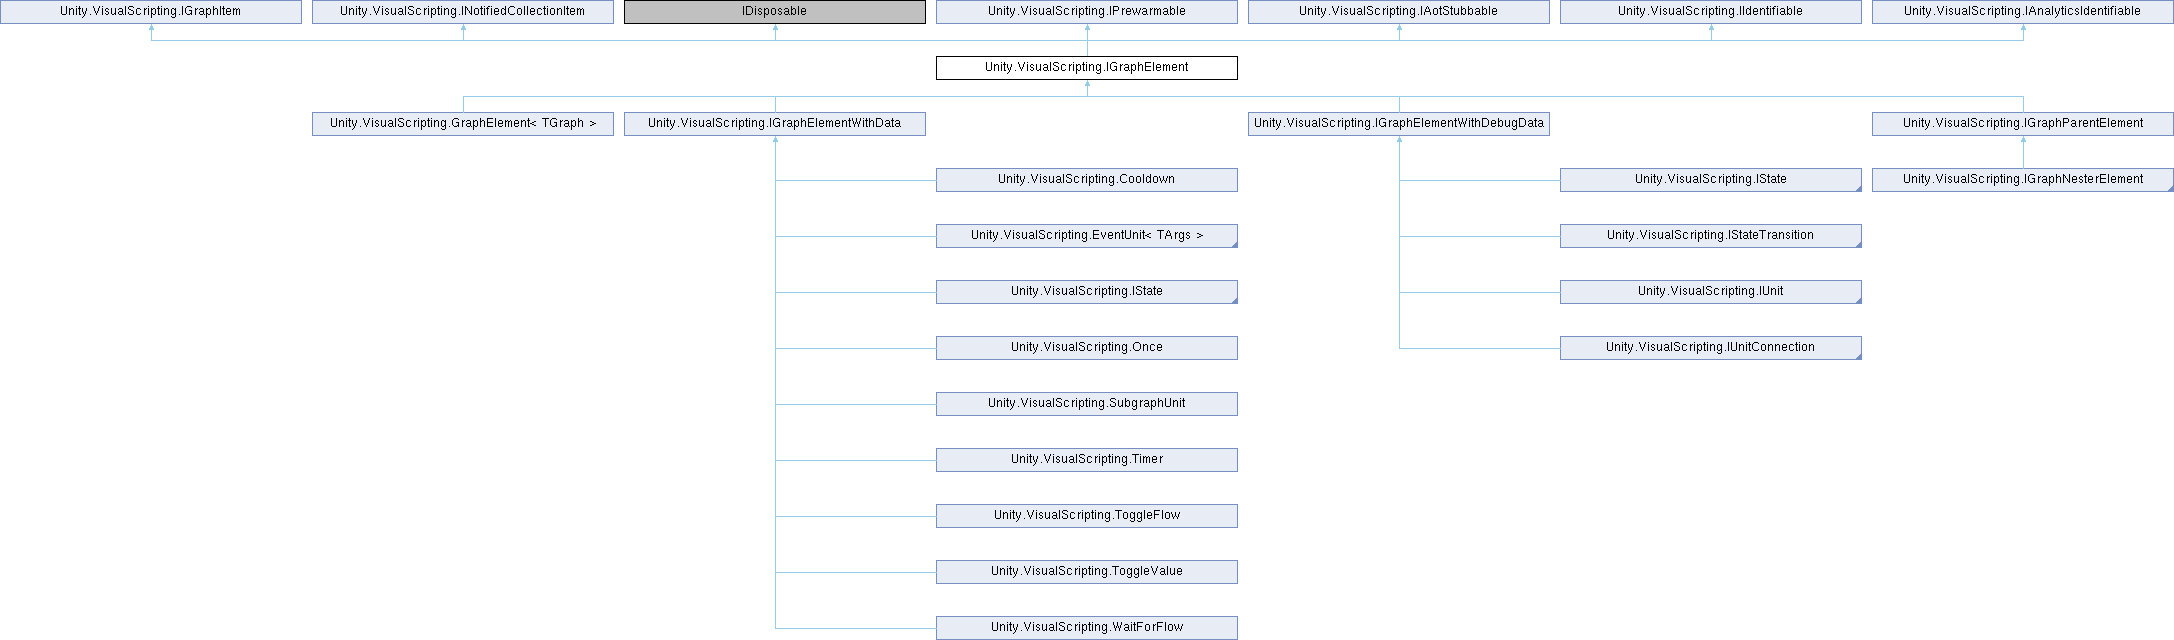 Unity.VisualScripting.IGraphItem
Unity.VisualScripting.INotifiedCollectionItem
IDisposable
Unity.VisualScripting.IPrewarmable
Unity.VisualScripting.IAotStubbable
Unity.VisualScripting.IIdentifiable
Unity.VisualScripting.IAnalyticsIdentifiable
Unity.VisualScripting.IGraphElement
Unity.VisualScripting.GraphElement< TGraph >
Unity.VisualScripting.IGraphElementWithData
Unity.VisualScripting.IGraphElementWithDebugData
Unity.VisualScripting.IGraphParentElement
Unity.VisualScripting.Cooldown
Unity.VisualScripting.IState
Unity.VisualScripting.IGraphNesterElement
Unity.VisualScripting.EventUnit< TArgs >
Unity.VisualScripting.IStateTransition
Unity.VisualScripting.IState
Unity.VisualScripting.IUnit
Unity.VisualScripting.Once
Unity.VisualScripting.IUnitConnection
Unity.VisualScripting.SubgraphUnit
Unity.VisualScripting.Timer
Unity.VisualScripting.ToggleFlow
Unity.VisualScripting.ToggleValue
Unity.VisualScripting.WaitForFlow